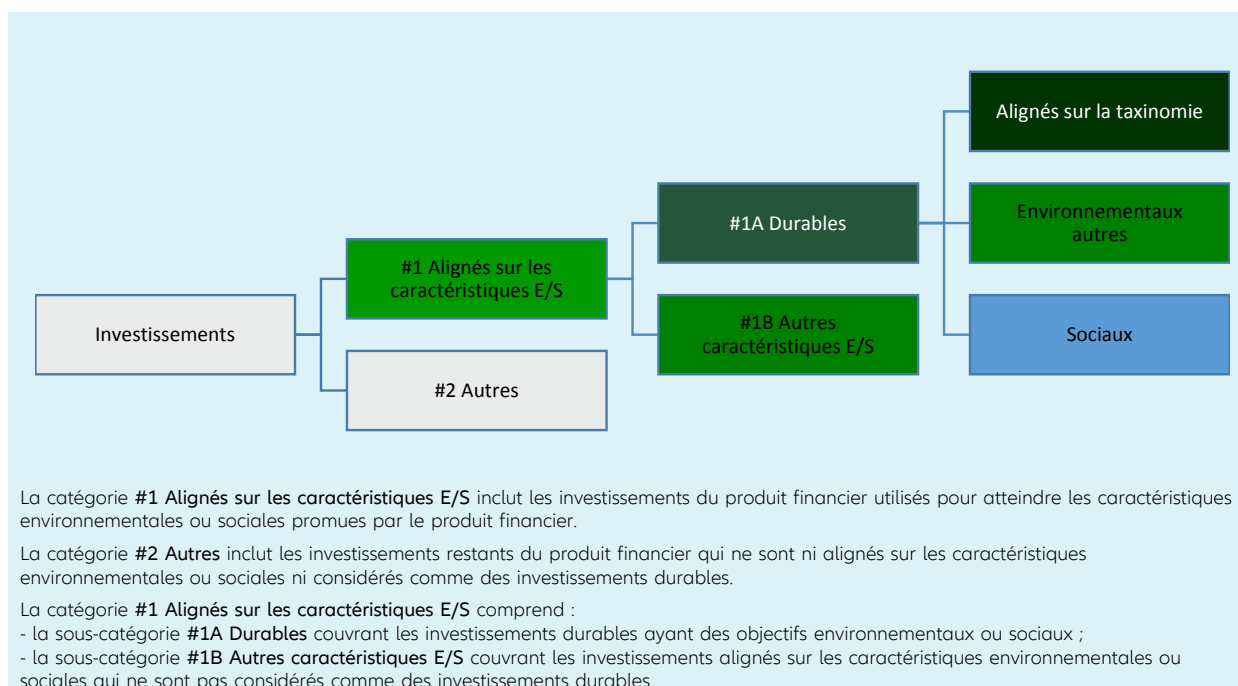 Alignés sur la taxinomie
#1A Durables
Environnementaux
autres
#1 Alignés sur les
caractéristiques E/S
Investissements
#1B Autres
caractéristiques E/S
Sociaux
#2 Autres
La catégorie #1 Alignés sur les caractéristiques E/S inclut les investissements du produit financier utilisés pour atteindre les caractéristiques
environnementales ou sociales promues par le produit financier.
La catégorie #2 Autres inclut les investissements restants du produit financier qui ne sont ni alignés sur les caractéristiques
environnementales ou sociales ni considérés comme des investissements durables.
La catégorie #1 Alignés sur les caractéristiques E/S comprend :
- la sous-catégorie #1A Durables couvrant les investissements durables ayant des objectifs environnementaux ou sociaux ;
- la sous-catégorie #1B Autres caractéristiques E/S couvrant les investissements alignés sur les caractéristiques environnementales ou
sociales qui ne sont pas considérés comme des investissements durables.